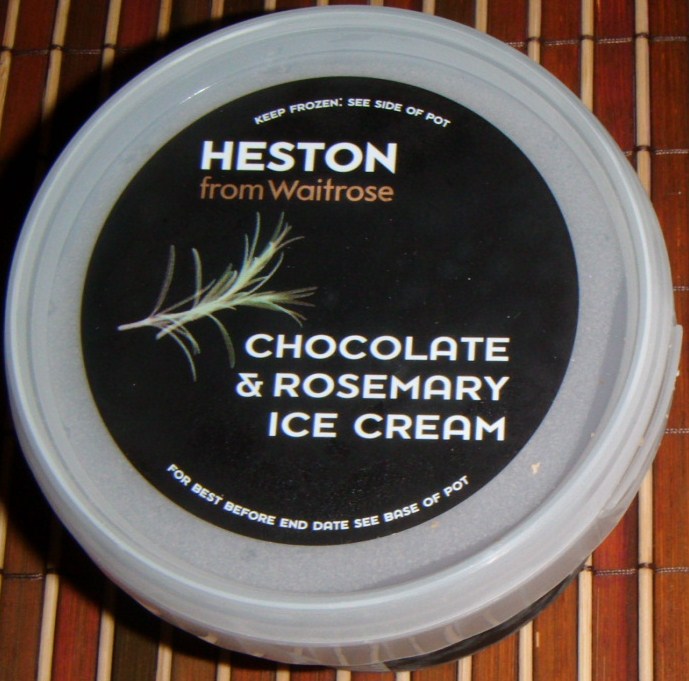 KEEP FROZEN: SEE SIDE OF POT
HESTON
from Waitrose
CHOCOLATE
& ROSEMARY
ICE CREAM
FOR BEST BEFORE END DATE SEE BASE OF POT